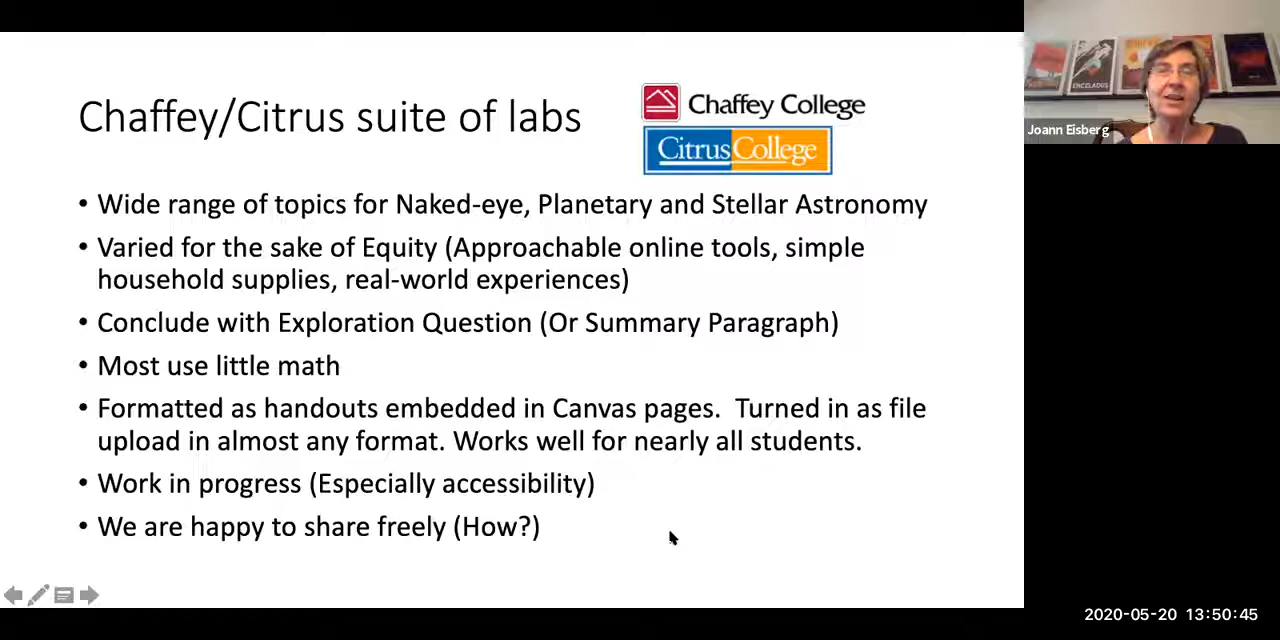 Chaffey/Citrus suite of labs
Chaffey College
CitrusCollege
• Wide range of topics for Naked-eye, Planetary and Stellar Astronomy
• Varied for the sake of Equity (Approachable online tools, simple
household supplies, real-world experiences)
• Conclude with Exploration Question (Or Summary Paragraph)
• Most use little math
• Formatted as handouts embedded in Canvas pages.  Turned in as file
upload in almost any format. Works well for nearly all students.
• Work in progress (Especially accessibility)
• We are happy to share freely (How?)
ENCELADUS
Joann Eisberg
2020-05-20 13:50:45